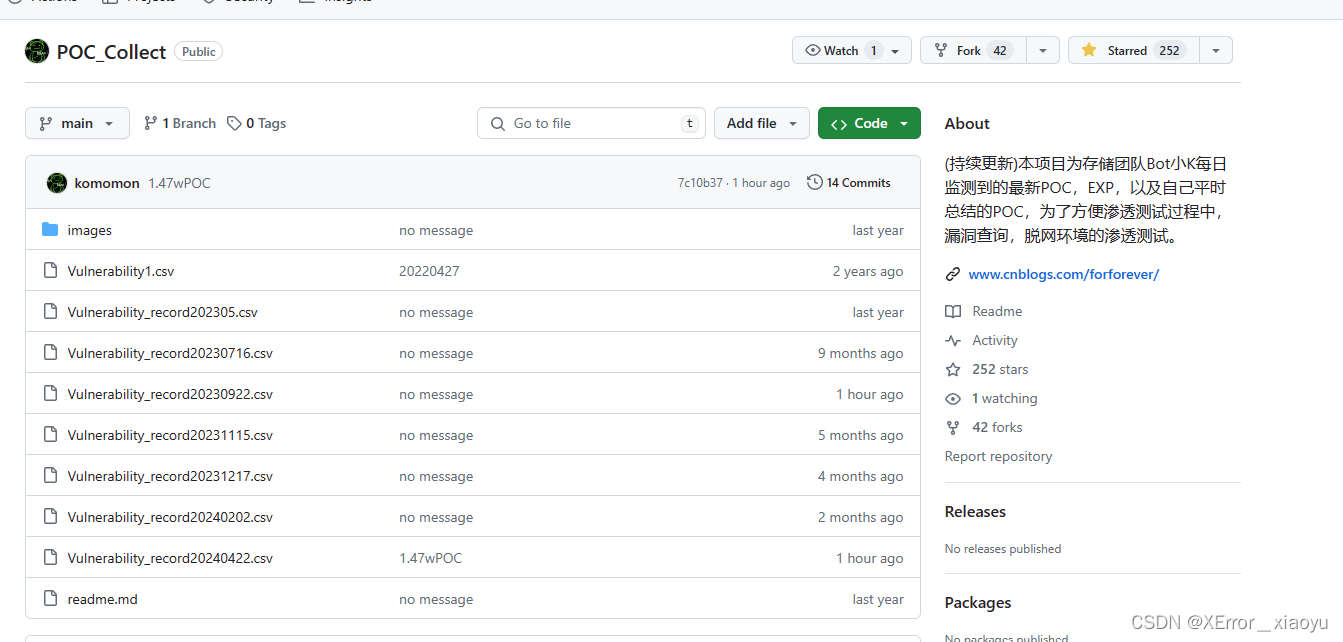 Actions Projects Security Insights
POC_Collect Public Watch 1 Fork 42 Starred 252
main 1 Branch 0 Tags Go to file t Add file Code
komomon 1.47wPOC 7c10b37 · 1 hour ago 14 Commits
images no message last year
Vulnerability1.csv 20220427 2 years ago
Vulnerability_record202305.csv no message last year
Vulnerability_record20230716.csv no message 9 months ago
Vulnerability_record20230922.csv no message 1 hour ago
Vulnerability_record20231115.csv no message 5 months ago
Vulnerability_record20231217.csv no message 4 months ago
Vulnerability_record20240202.csv no message 2 months ago
Vulnerability_record20240422.csv 1.47wPOC 1 hour ago
readme.md no message last year
About
(持续更新)本项目为存储团队Bot小K每日
监测到的最新POC，EXP，以及自己平时
总结的POC，为了方便渗透测试过程中，
漏洞查询，脱网环境的渗透测试。
www.cnblogs.com/forforever/
Readme
Activity
252 stars
1 watching
42 forks
Report repository
Releases
No releases published
Packages
No packages published
CSDN @XError__xiaoyu